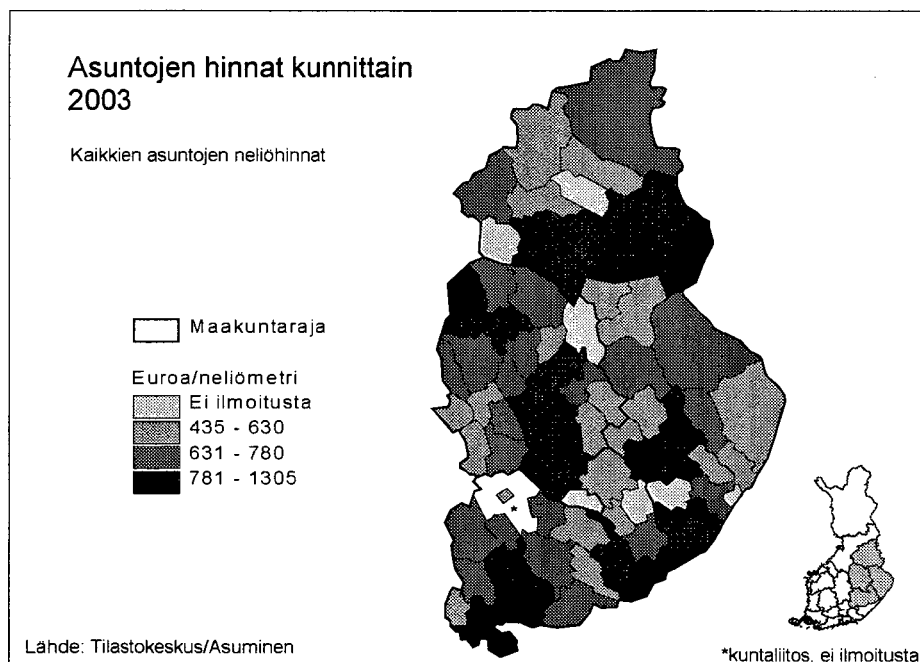 Asuntojen hinnat kunnittain
2003
Kaikkien asuntojen neliöhinnat
Maakuntaraja
Euroa/neliömetri
Ei ilmoitusta
435 - 630
631 - 780
781 - 1305
*
Lähde: Tilastokeskus/Asuminen
*kuntaliitos, ei ilmoitusta